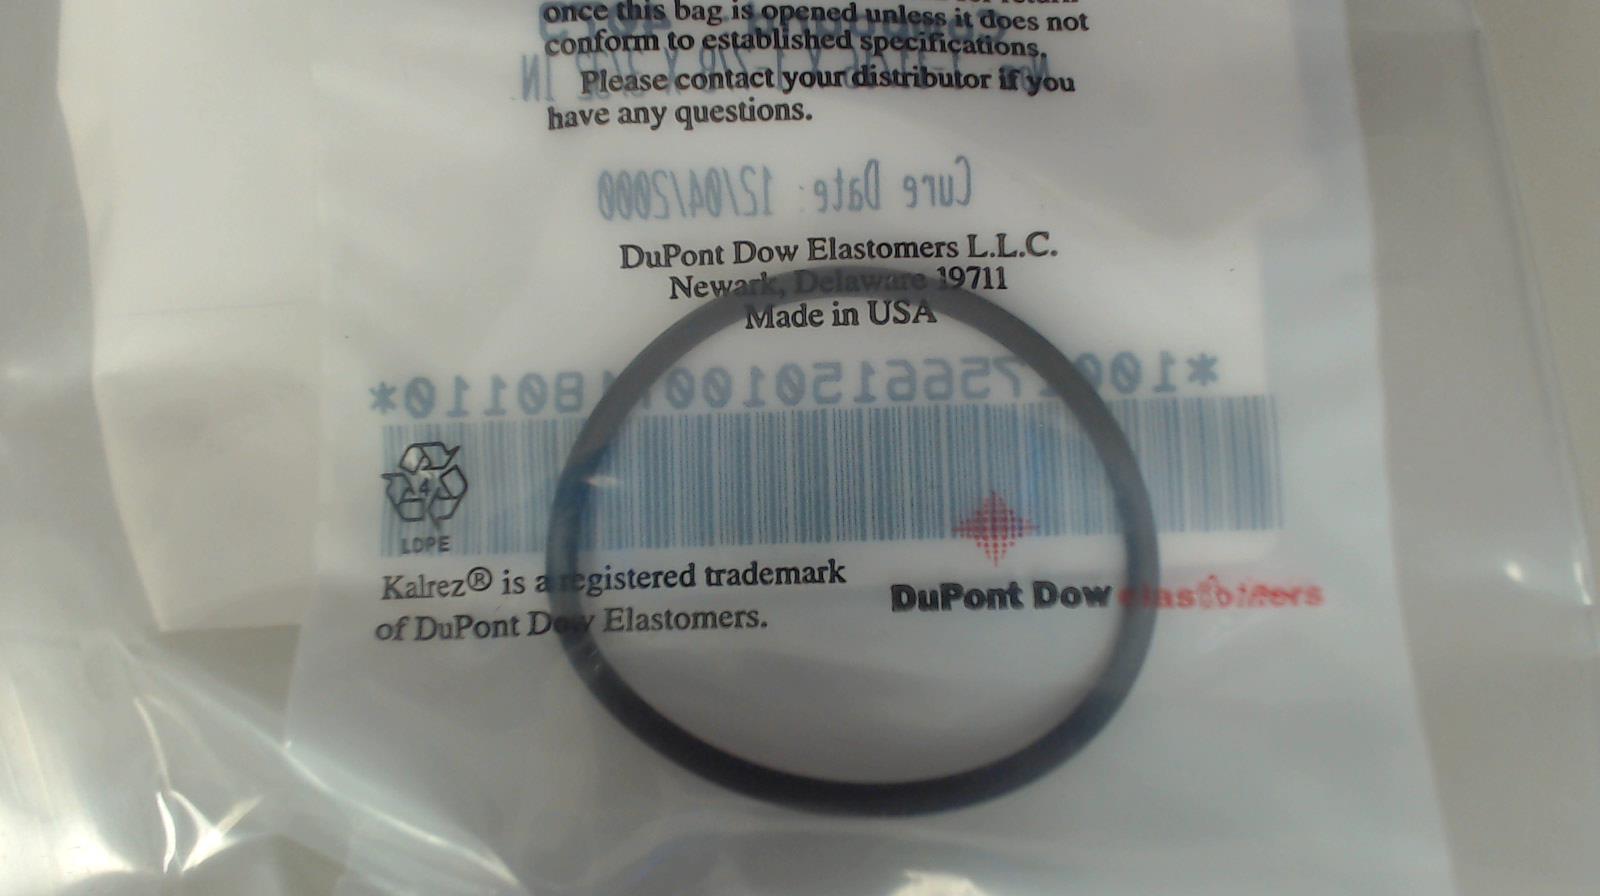 once this bag is opened unless it does not
conform to established specifications.
Please contact your distributor if you
have any questions.
Cure Date: 12/04/2000
DuPont Dow Elastomers L.L.C.
Newark, Delaware 19711
Made in USA
4
LDPE
Kalrez® is a registered trademark
of DuPont Dow Elastomers.
DuPont Dow elastomers